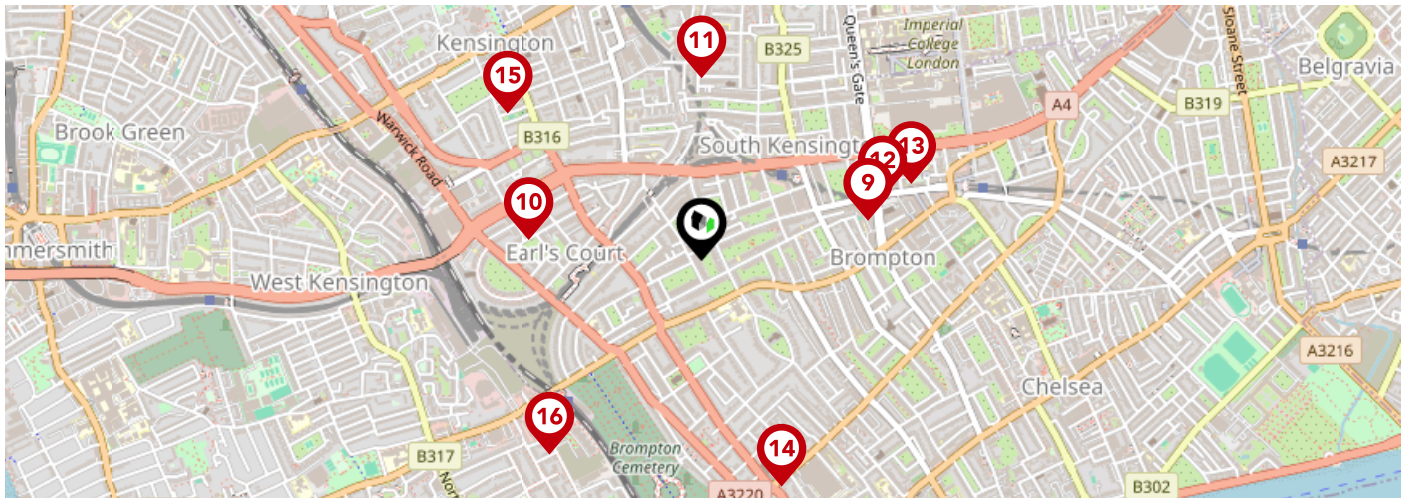 Kensington
11
B325
Queen's Gate
Imperial
College
London
Sloane Street
Belgravia
15
A4
B319
Brook Green
Warwick Road
B316
South Kensingt
12
13
A3217
9
10
Earl's Court
mmersmith
West Kensington
Brompton
A3216
Chelsea
16
B317
Brompton
Cemetery
14
A3220
B302